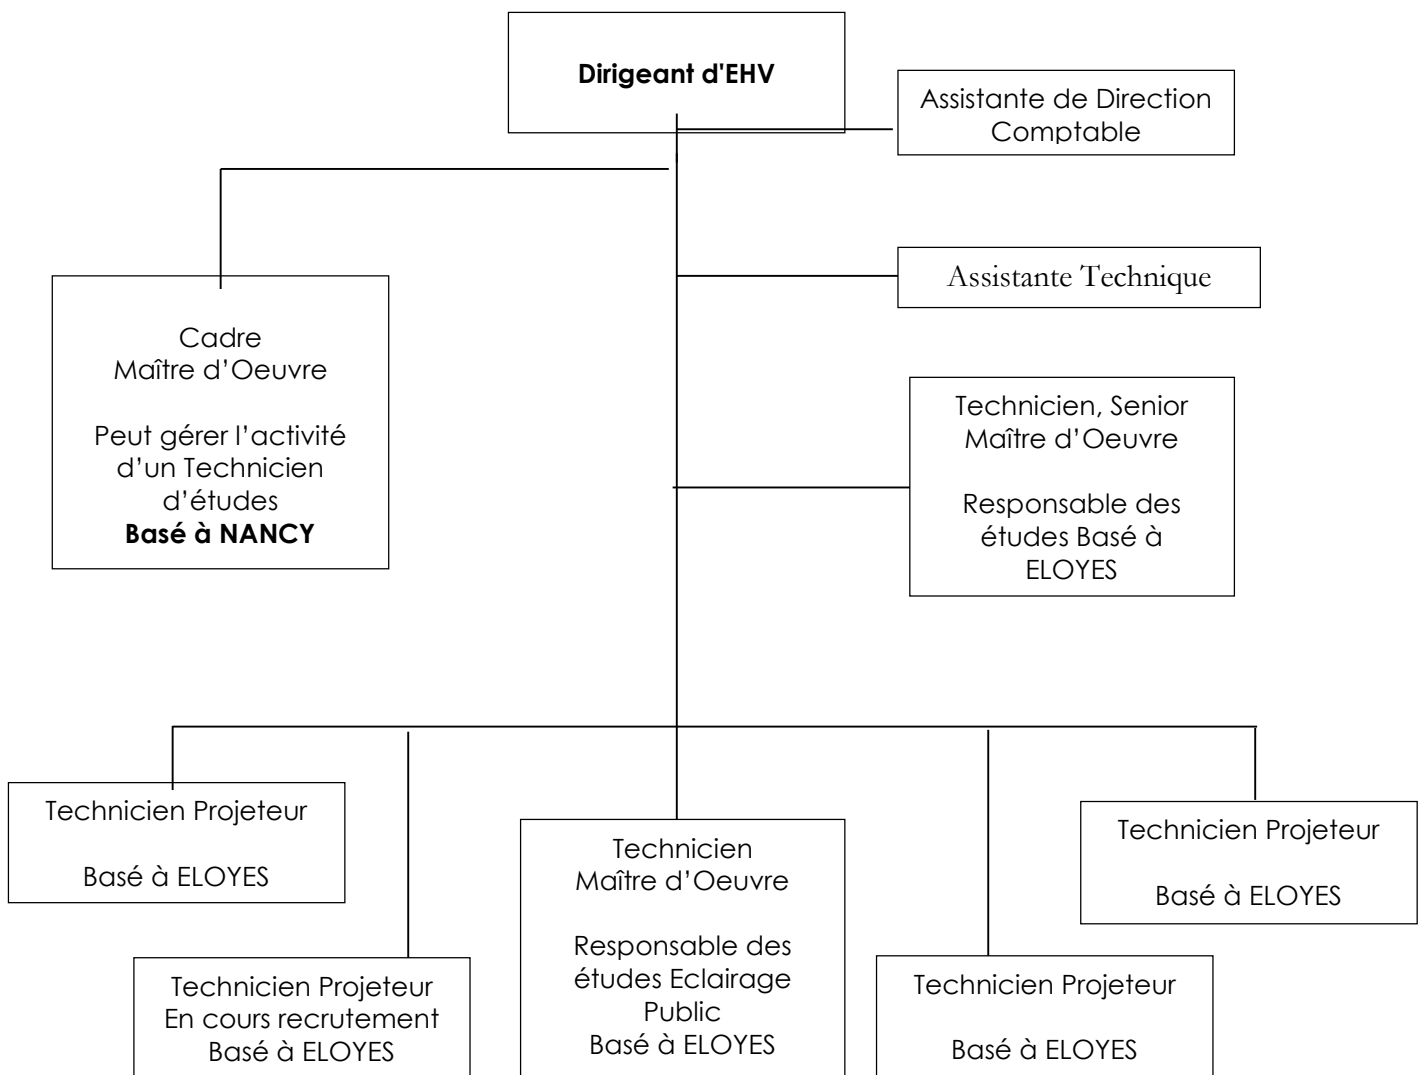 Dirigeant d'EHV
Assistante de Direction
Comptable
Assistante Technique
Cadre
Maître d’Oeuvre
Peut gérer l’activité
d’un Technicien
d’études
Basé à NANCY
Technicien, Senior
Maître d’Oeuvre
Responsable des
études Basé à
ELOYES
Technicien Projeteur
Basé à ELOYES
Technicien Projeteur
En cours recrutement
Basé à ELOYES
Technicien
Maître d’Oeuvre
Responsable des
études Eclairage
Public
Basé à ELOYES
Technicien Projeteur
Basé à ELOYES
Technicien Projeteur
Basé à ELOYES